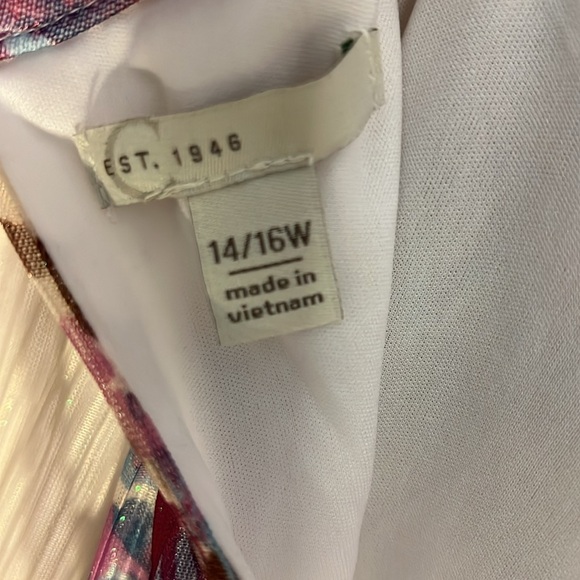 EST. 1946
14/16W
made in
vietnam